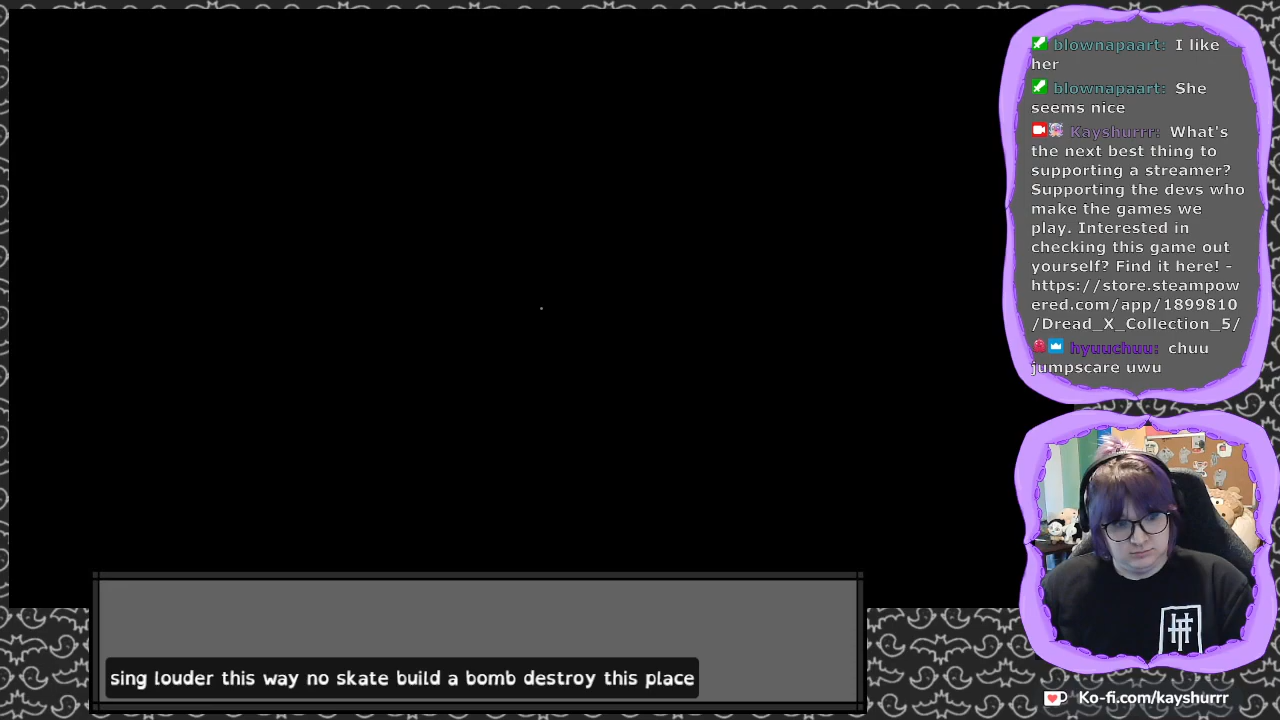 blownapaart: I like
her
blownapaart: She
seems nice
Kayshurrr: What's
the next best thing to
supporting a streamer?
Supporting the devs who
make the games we
play. Interested in
checking this game out
yourself? Find it here! -
https://store.steampow
ered.com/app/1899810
/Dread_X_Collection_5/
hyuuchuu: chuu
jumpscare uwu
sing louder this way no skate build a bomb destroy this place
Ko-fi.com/kayshurrr